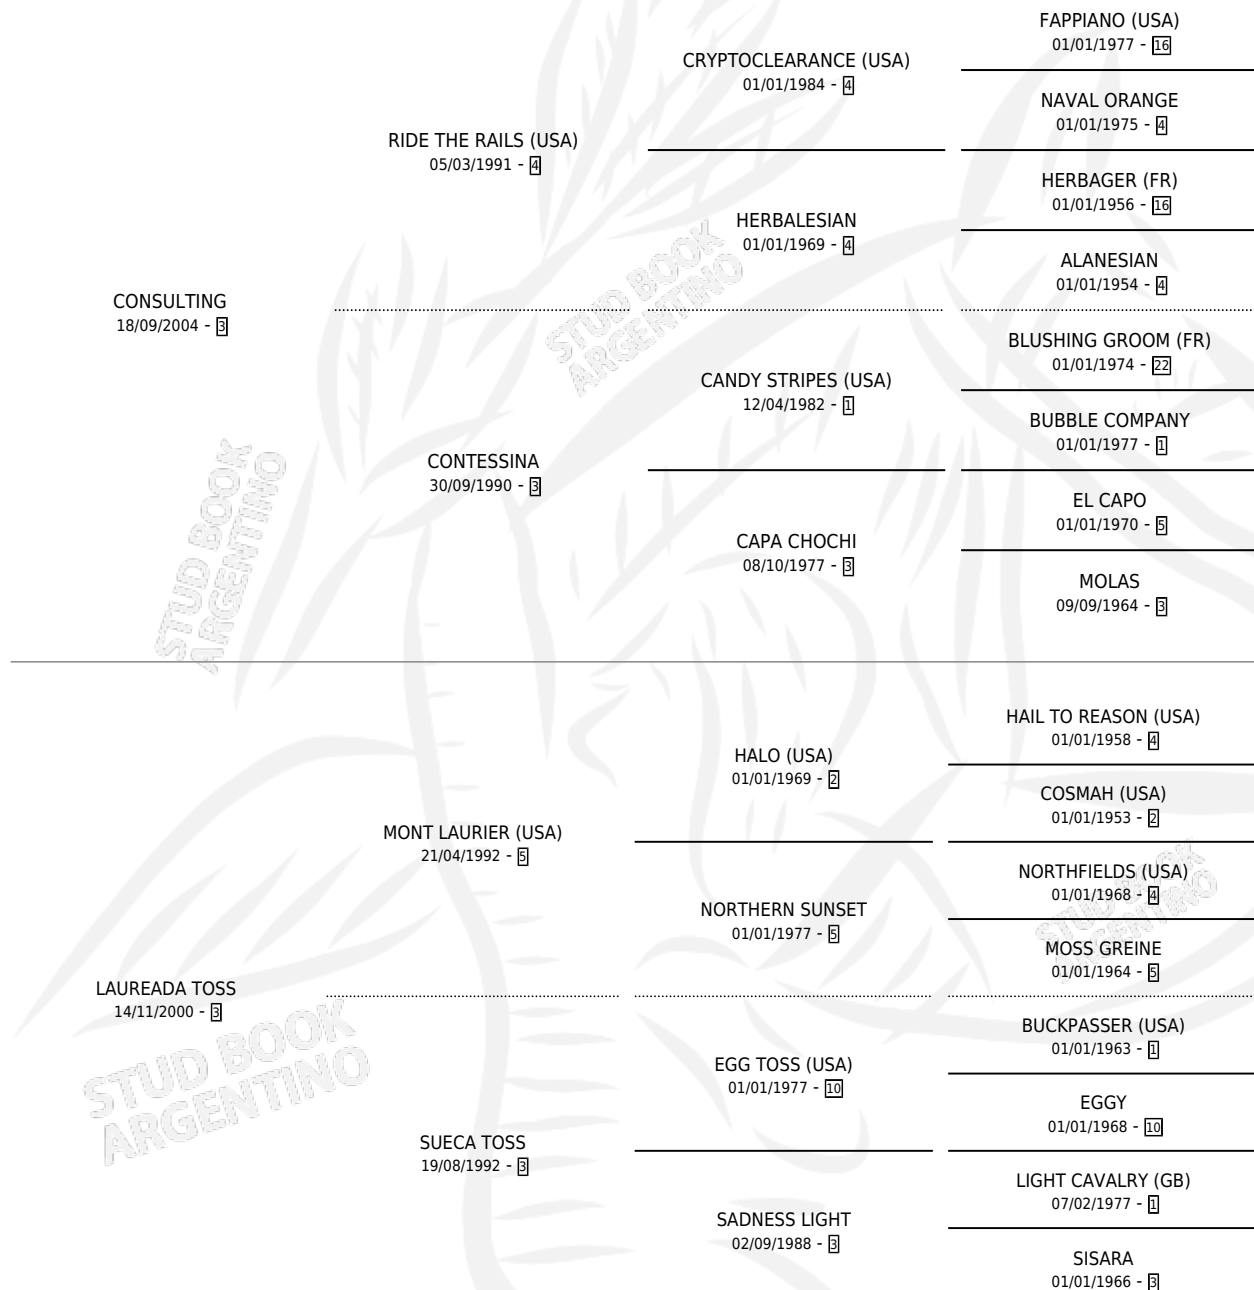 FAPPIANO (USA)
01/01/1977 - 16
CRYPTOCLEARANCE (USA)
01/01/1984 - 4
NAVAL ORANGE
01/01/1975 - 4
RIDE THE RAILS (USA)
05/03/1991 - 4
HERBAGER (FR)
01/01/1956 - 16
HERBALESIAN
01/01/1969 - 4
ALANESIAN
01/01/1954 - 4
CONSULTING
18/09/2004 - 3
BLUSHING GROOM (FR)
01/01/1974 - 22
CANDY STRIPES (USA)
12/04/1982 - 1
BUBBLE COMPANY
01/01/1977 - 1
CONTESSINA
30/09/1990 - 3
EL CAPO
01/01/1970 - 5
CAPA CHOCHI
08/10/1977 - 3
MOLAS
09/09/1964 - 3
HAIL TO REASON (USA)
01/01/1958 - 4
HALO (USA)
01/01/1969 - 2
COSMAH (USA)
01/01/1953 - 2
MONT LAURIER (USA)
21/04/1992 - 5
NORTHFIELDS (USA)
01/01/1968 - 4
NORTHERN SUNSET
01/01/1977 - 5
MOSS GREINE
01/01/1964 - 5
LAUREADA TOSS
14/11/2000 - 3
BUCKPASSER (USA)
01/01/1963 - 1
EGG TOSS (USA)
01/01/1977 - 10
EGGY
01/01/1968 - 10
SUECA TOSS
19/08/1992 - 3
LIGHT CAVALRY (GB)
07/02/1977 - 1
SADNESS LIGHT
02/09/1988 - 3
SISARA
01/01/1966 - 3
STUD BOOK
ARGENTINO
STUD BOOK
ARGENTINO
STUD BOOK
ARGENTINO
STUD BOOK
ARGENTINO